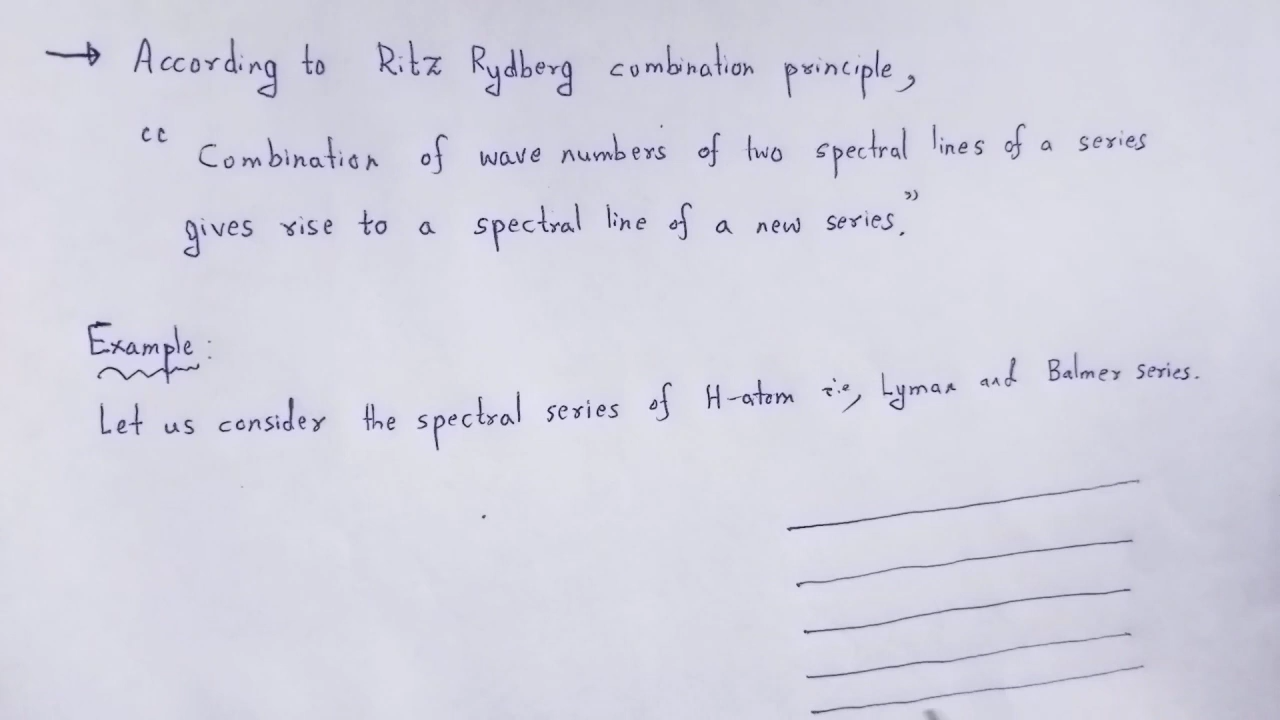 → According to Ritz Rydberg combination principle,
“ Combination of wave numbers of two spectral lines of a series
gives rise to a spectral line of a new series.”
Example:
Let us consider the spectral series of H-atom i.e, Lyman and Balmer series.